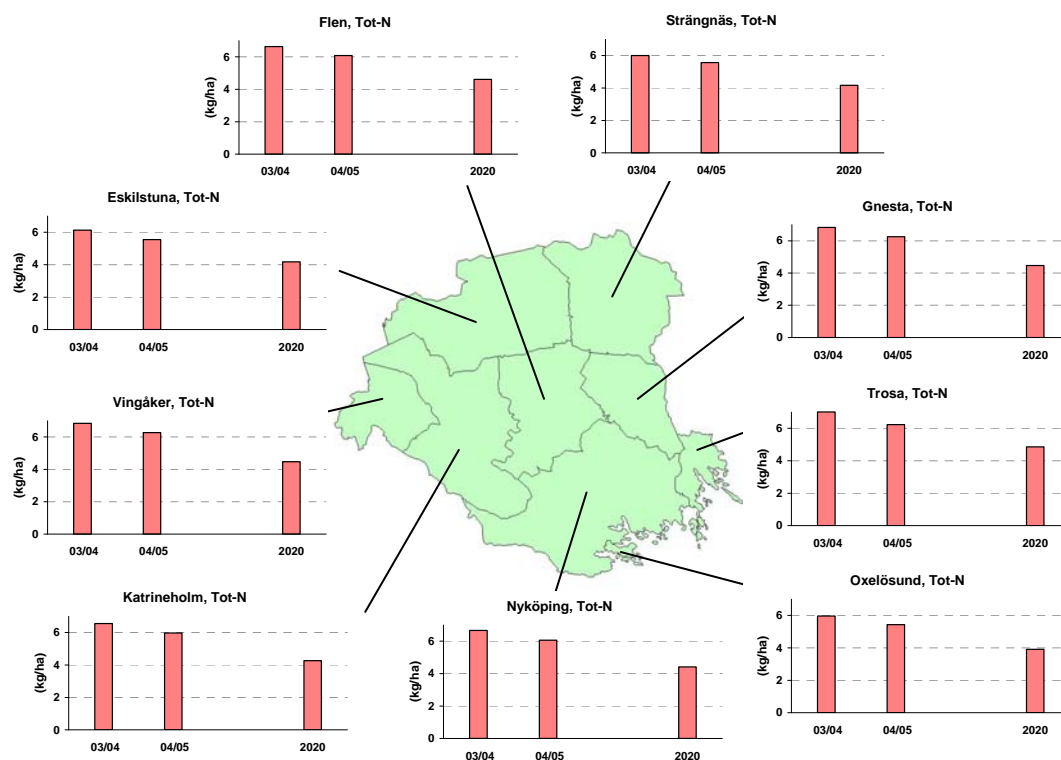 Flen, Tot-N
(kg/ha)
6
4
2
0
03/04 04/05 2020
Strängnäs, Tot-N
(kg/ha)
6
4
2
0
03/04 04/05 2020
Eskilstuna, Tot-N
(kg/ha)
6
4
2
0
03/04 04/05 2020
Gnesta, Tot-N
(kg/ha)
6
4
2
0
03/04 04/05 2020
Vingåker, Tot-N
(kg/ha)
6
4
2
0
03/04 04/05 2020
Trosa, Tot-N
(kg/ha)
6
4
2
0
03/04 04/05 2020
Katrineholm, Tot-N
(kg/ha)
6
4
2
0
03/04 04/05 2020
Nyköping, Tot-N
(kg/ha)
6
4
2
0
03/04 04/05 2020
Oxelösund, Tot-N
(kg/ha)
6
4
2
0
03/04 04/05 2020